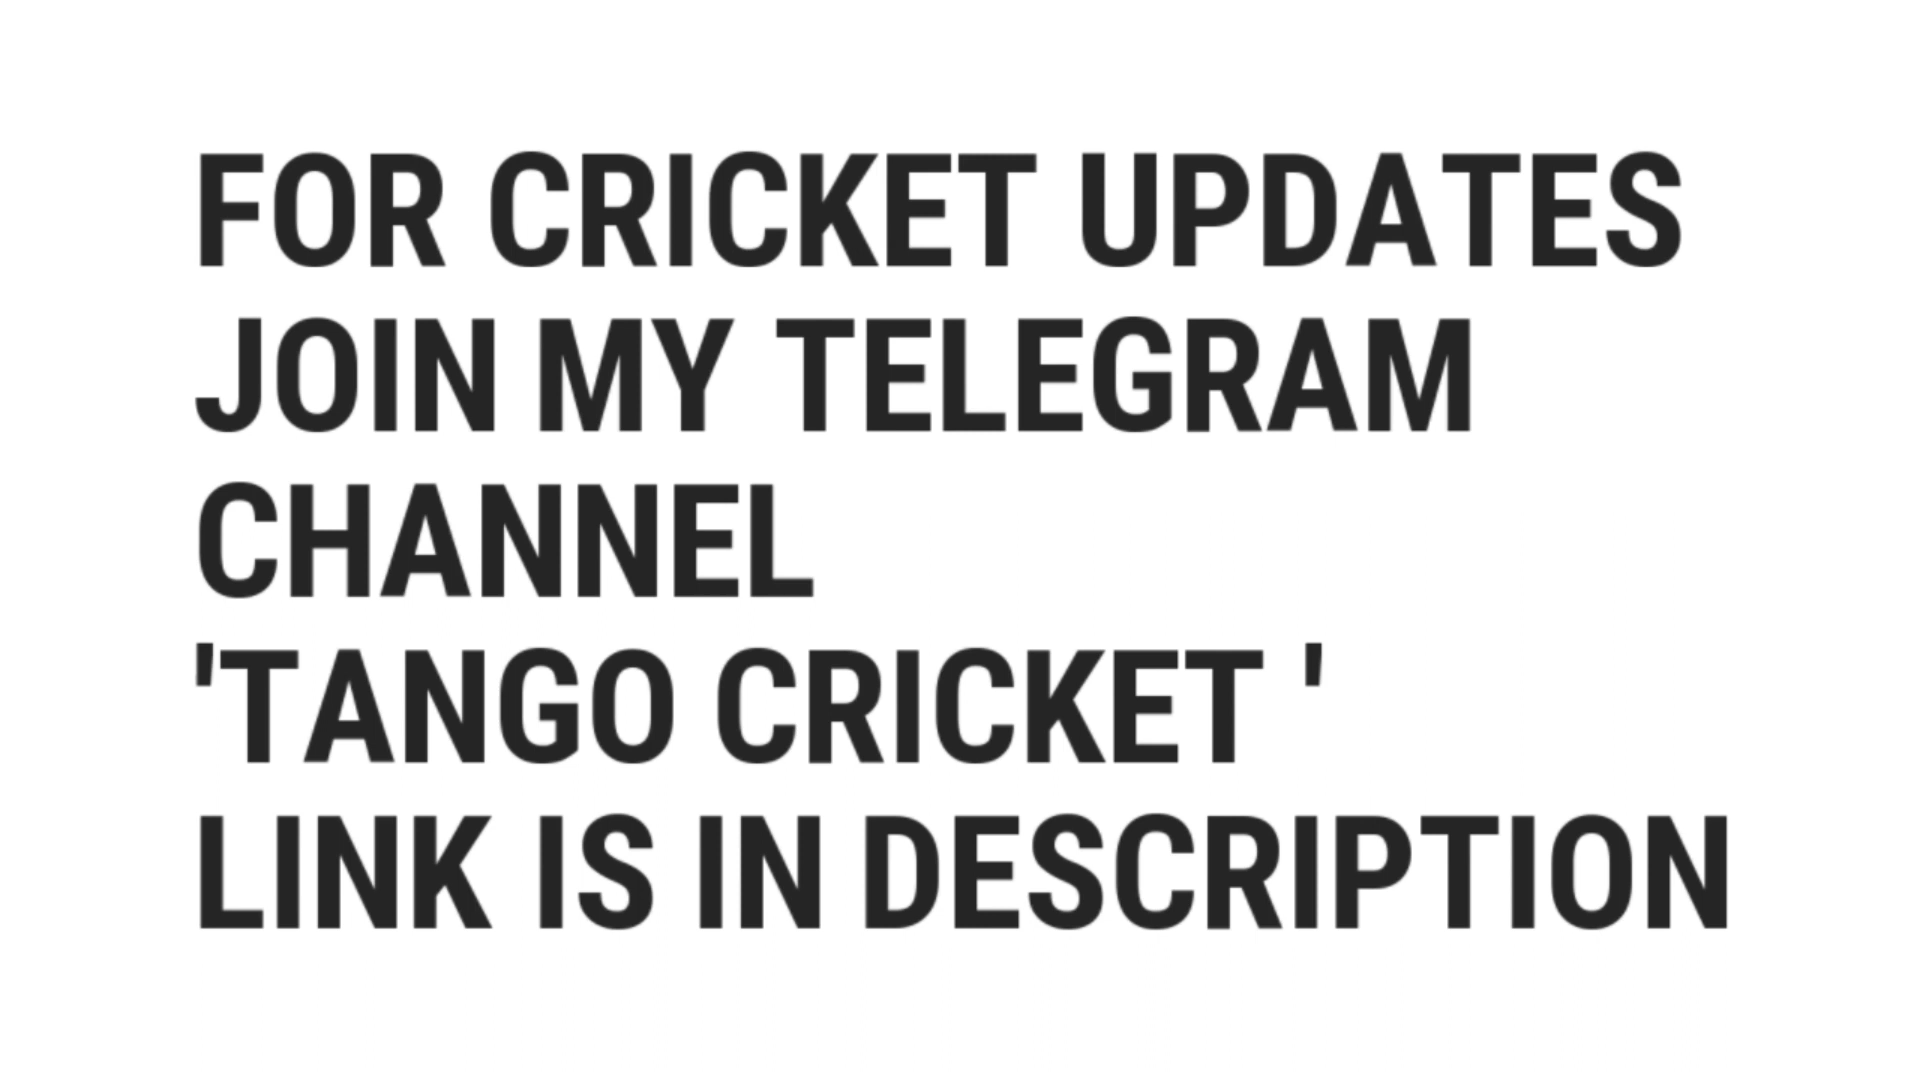 FOR CRICKET UPDATES
JOIN MY TELEGRAM
CHANNEL
'TANGO CRICKET '
LINK IS IN DESCRIPTION